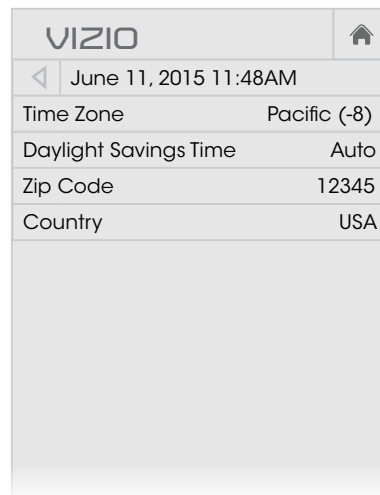 VIZIO
June 11, 2015 11:48AM
Time Zone Pacific (-8)
Daylight Savings Time Auto
Zip Code 12345
Country USA